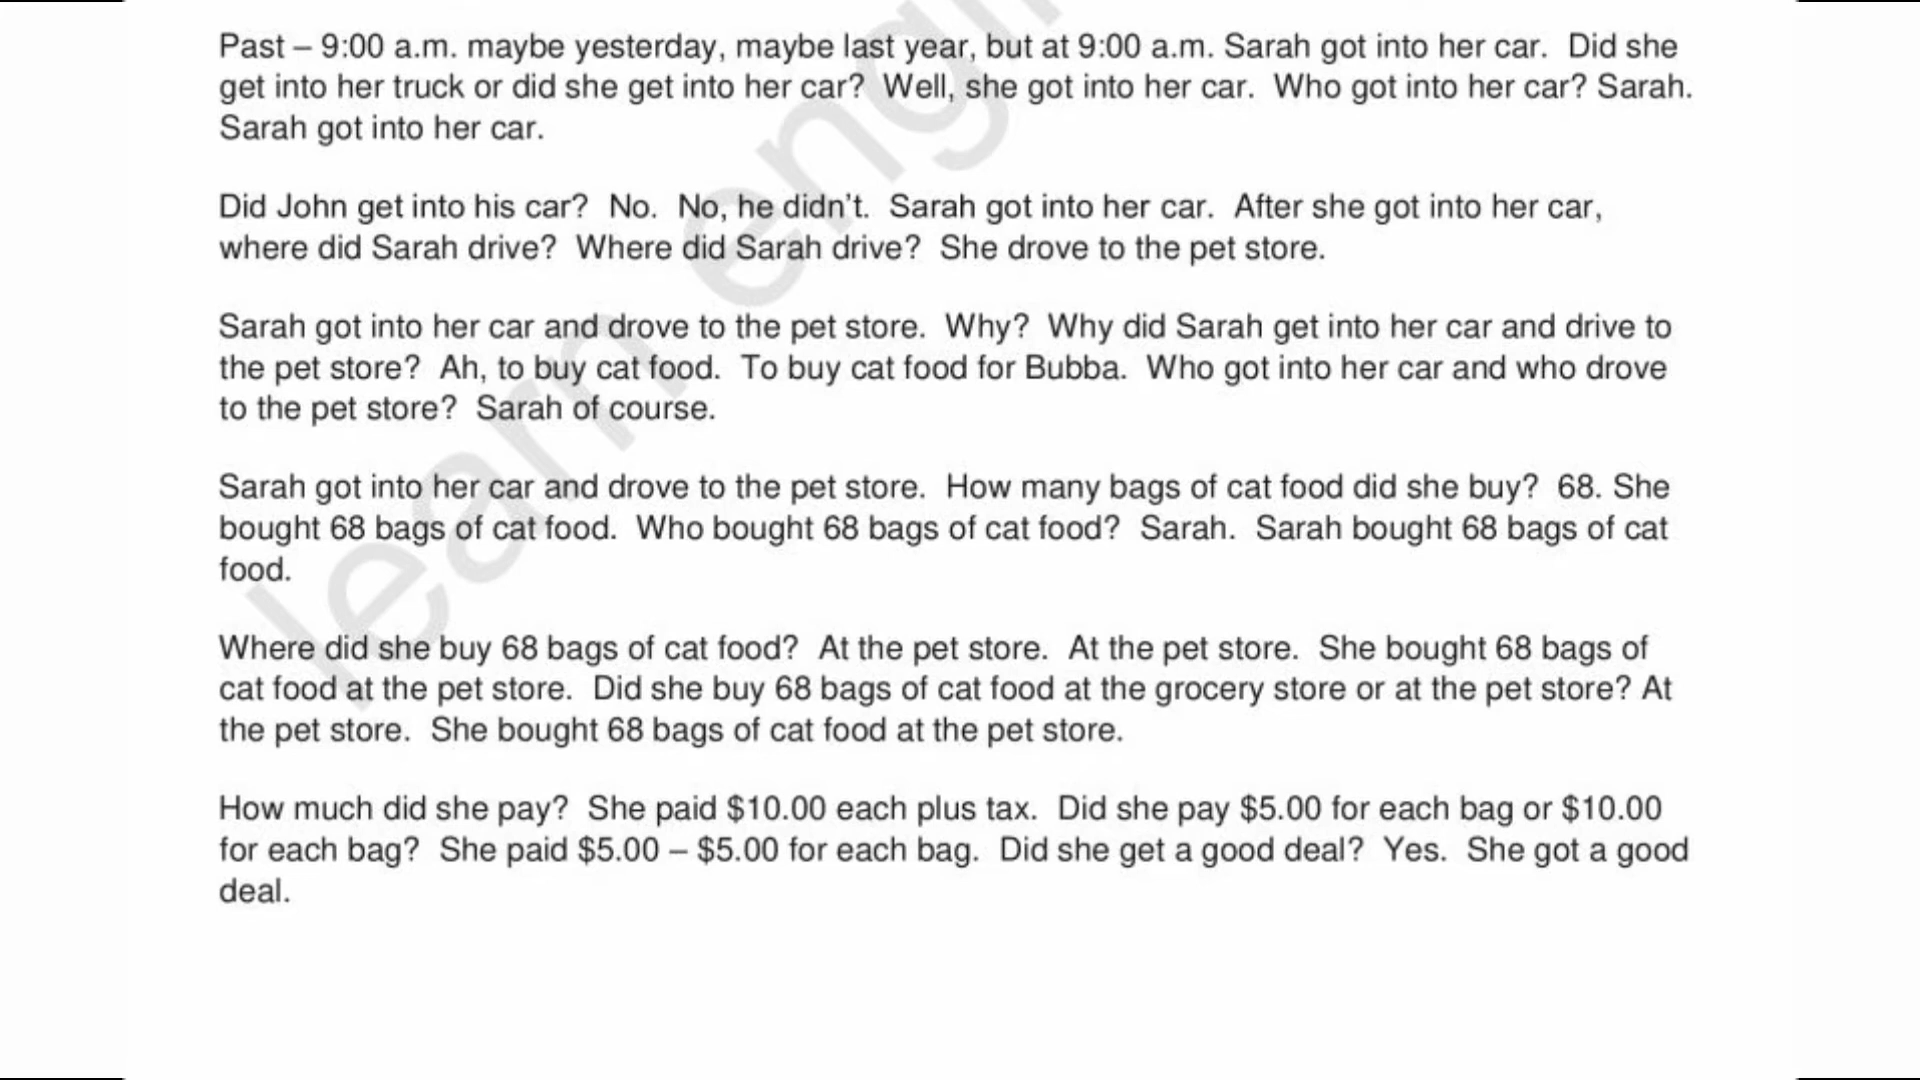 Past – 9:00 a.m. maybe yesterday, maybe last year, but at 9:00 a.m. Sarah got into her car.  Did she
get into her truck or did she get into her car?  Well, she got into her car.  Who got into her car? Sarah.
Sarah got into her car.
Did John get into his car?  No.  No, he didn't.  Sarah got into her car.  After she got into her car,
where did Sarah drive?  Where did Sarah drive?  She drove to the pet store.
Sarah got into her car and drove to the pet store.  Why?  Why did Sarah get into her car and drive to
the pet store?  Ah, to buy cat food.  To buy cat food for Bubba.  Who got into her car and who drove
to the pet store?  Sarah of course.
Sarah got into her car and drove to the pet store.  How many bags of cat food did she buy?  68. She
bought 68 bags of cat food.  Who bought 68 bags of cat food?  Sarah.  Sarah bought 68 bags of cat
food.
Where did she buy 68 bags of cat food?  At the pet store.  At the pet store.  She bought 68 bags of
cat food at the pet store.  Did she buy 68 bags of cat food at the grocery store or at the pet store? At
the pet store.  She bought 68 bags of cat food at the pet store.
How much did she pay?  She paid $10.00 each plus tax.  Did she pay $5.00 for each bag or $10.00
for each bag?  She paid $5.00 – $5.00 for each bag.  Did she get a good deal?  Yes.  She got a good
deal.
learn engl